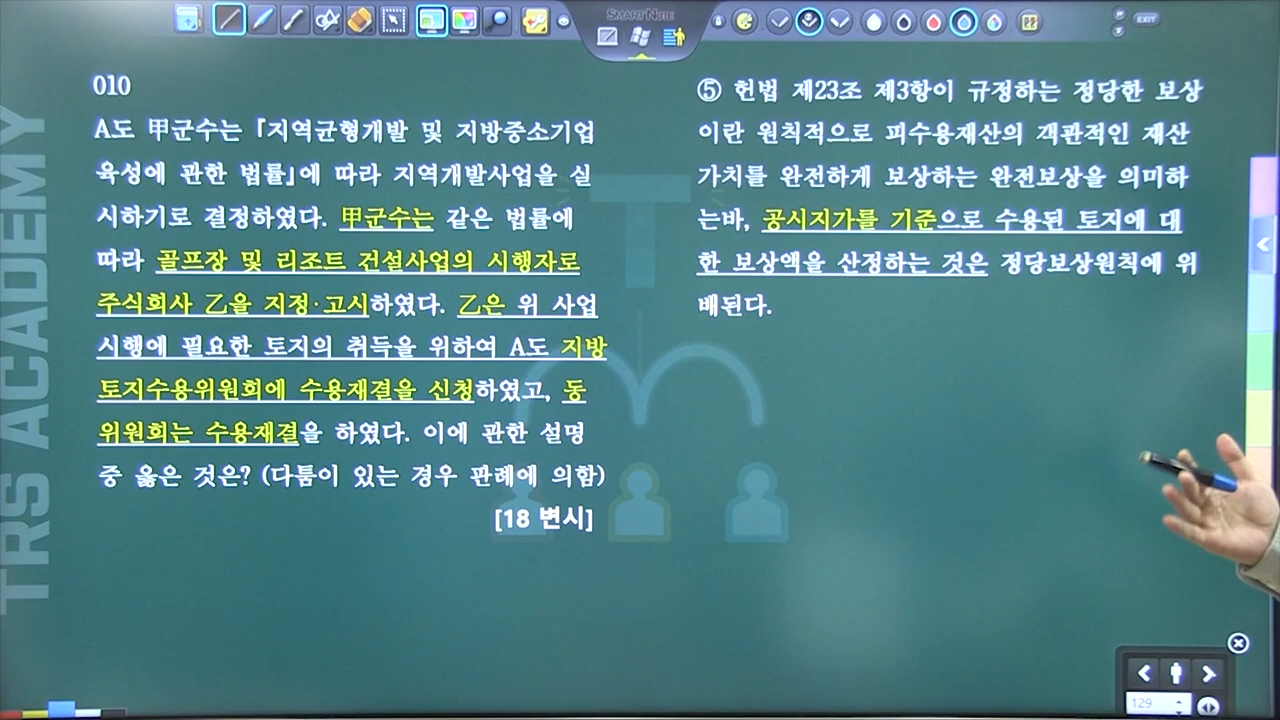 SMART NOTE
EXIT
TRS ACADEMY
010
A도 甲군수는 「지역균형개발 및 지방중소기업
육성에 관한 법률」에 따라 지역개발사업을 실
시하기로 결정하였다. 甲군수는 같은 법률에
따라 골프장 및 리조트 건설사업의 시행자로
주식회사 乙을 지정·고시하였다. 乙은 위 사업
시행에 필요한 토지의 취득을 위하여 A도 지방
토지수용위원회에 수용재결을 신청하였고, 동
위원회는 수용재결을 하였다. 이에 관한 설명
중 옳은 것은? (다툼이 있는 경우 판례에 의함)
[18 변시]
⑤ 헌법 제23조 제3항이 규정하는 정당한 보상
이란 원칙적으로 피수용재산의 객관적인 재산
가치를 완전하게 보상하는 완전보상을 의미하
는바, 공시지가를 기준으로 수용된 토지에 대
한 보상액을 산정하는 것은 정당보상원칙에 위
배된다.
129